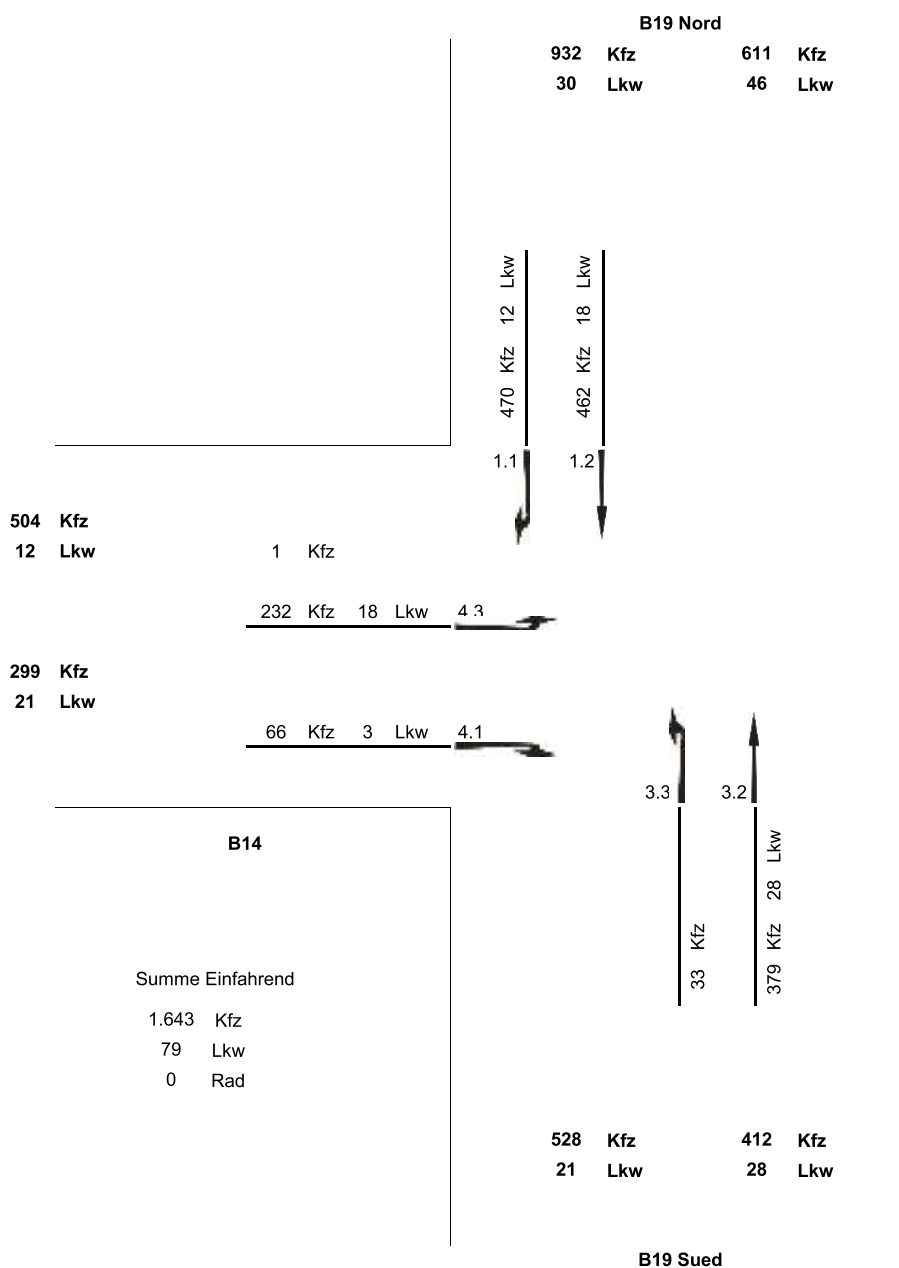 B19 Nord
932 Kfz 611 Kfz
30 Lkw 46 Lkw
470 Kfz 12 Lkw
462 Kfz 18 Lkw
1.1 1.2
504 Kfz
12 Lkw 1 Kfz
232 Kfz 18 Lkw 4.3
299 Kfz
21 Lkw
66 Kfz 3 Lkw 4.1
3.3 3.2
33 Kfz
379 Kfz 28 Lkw
B14
Summe Einfahrend
1.643 Kfz
79 Lkw
0 Rad
528 Kfz 412 Kfz
21 Lkw 28 Lkw
B19 Sued